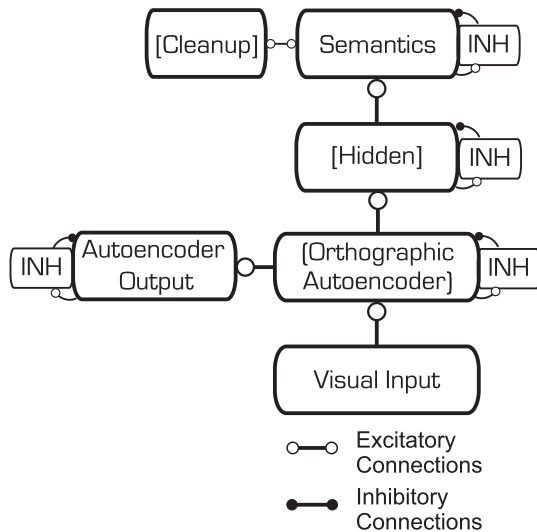 [Cleanup]
Semantics
INH
[Hidden]
INH
INH
Autoencoder
Output
(Orthographic
Autoencoder)
INH
Visual Input
Excitatory
Connections
Inhibitory
Connections